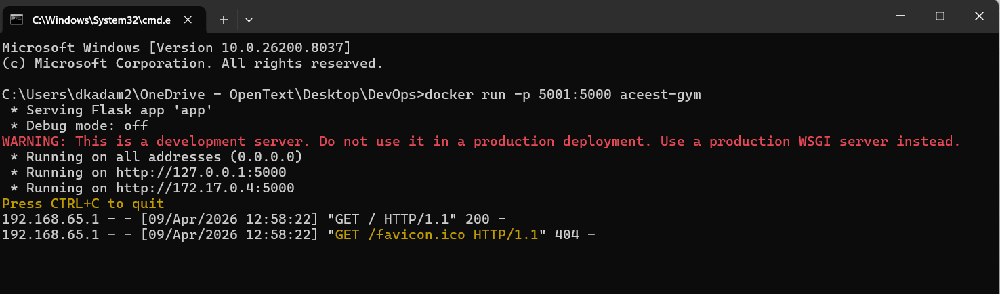 C:\Windows\System32\cmd.e
Microsoft Windows [Version 10.0.26200.8037]
(c) Microsoft Corporation. All rights reserved.
C:\Users\dkadam2\OneDrive - OpenText\Desktop\DevOps>docker run -p 5001:5000 aceest-gym
 * Serving Flask app 'app'
 * Debug mode: off
WARNING: This is a development server. Do not use it in a production deployment. Use a production WSGI server instead.
 * Running on all addresses (0.0.0.0)
 * Running on http://127.0.0.1:5000
 * Running on http://172.17.0.4:5000
Press CTRL+C to quit
192.168.65.1 - - [09/Apr/2026 12:58:22] "GET / HTTP/1.1" 200 -
192.168.65.1 - - [09/Apr/2026 12:58:22] "GET /favicon.ico HTTP/1.1" 404 -